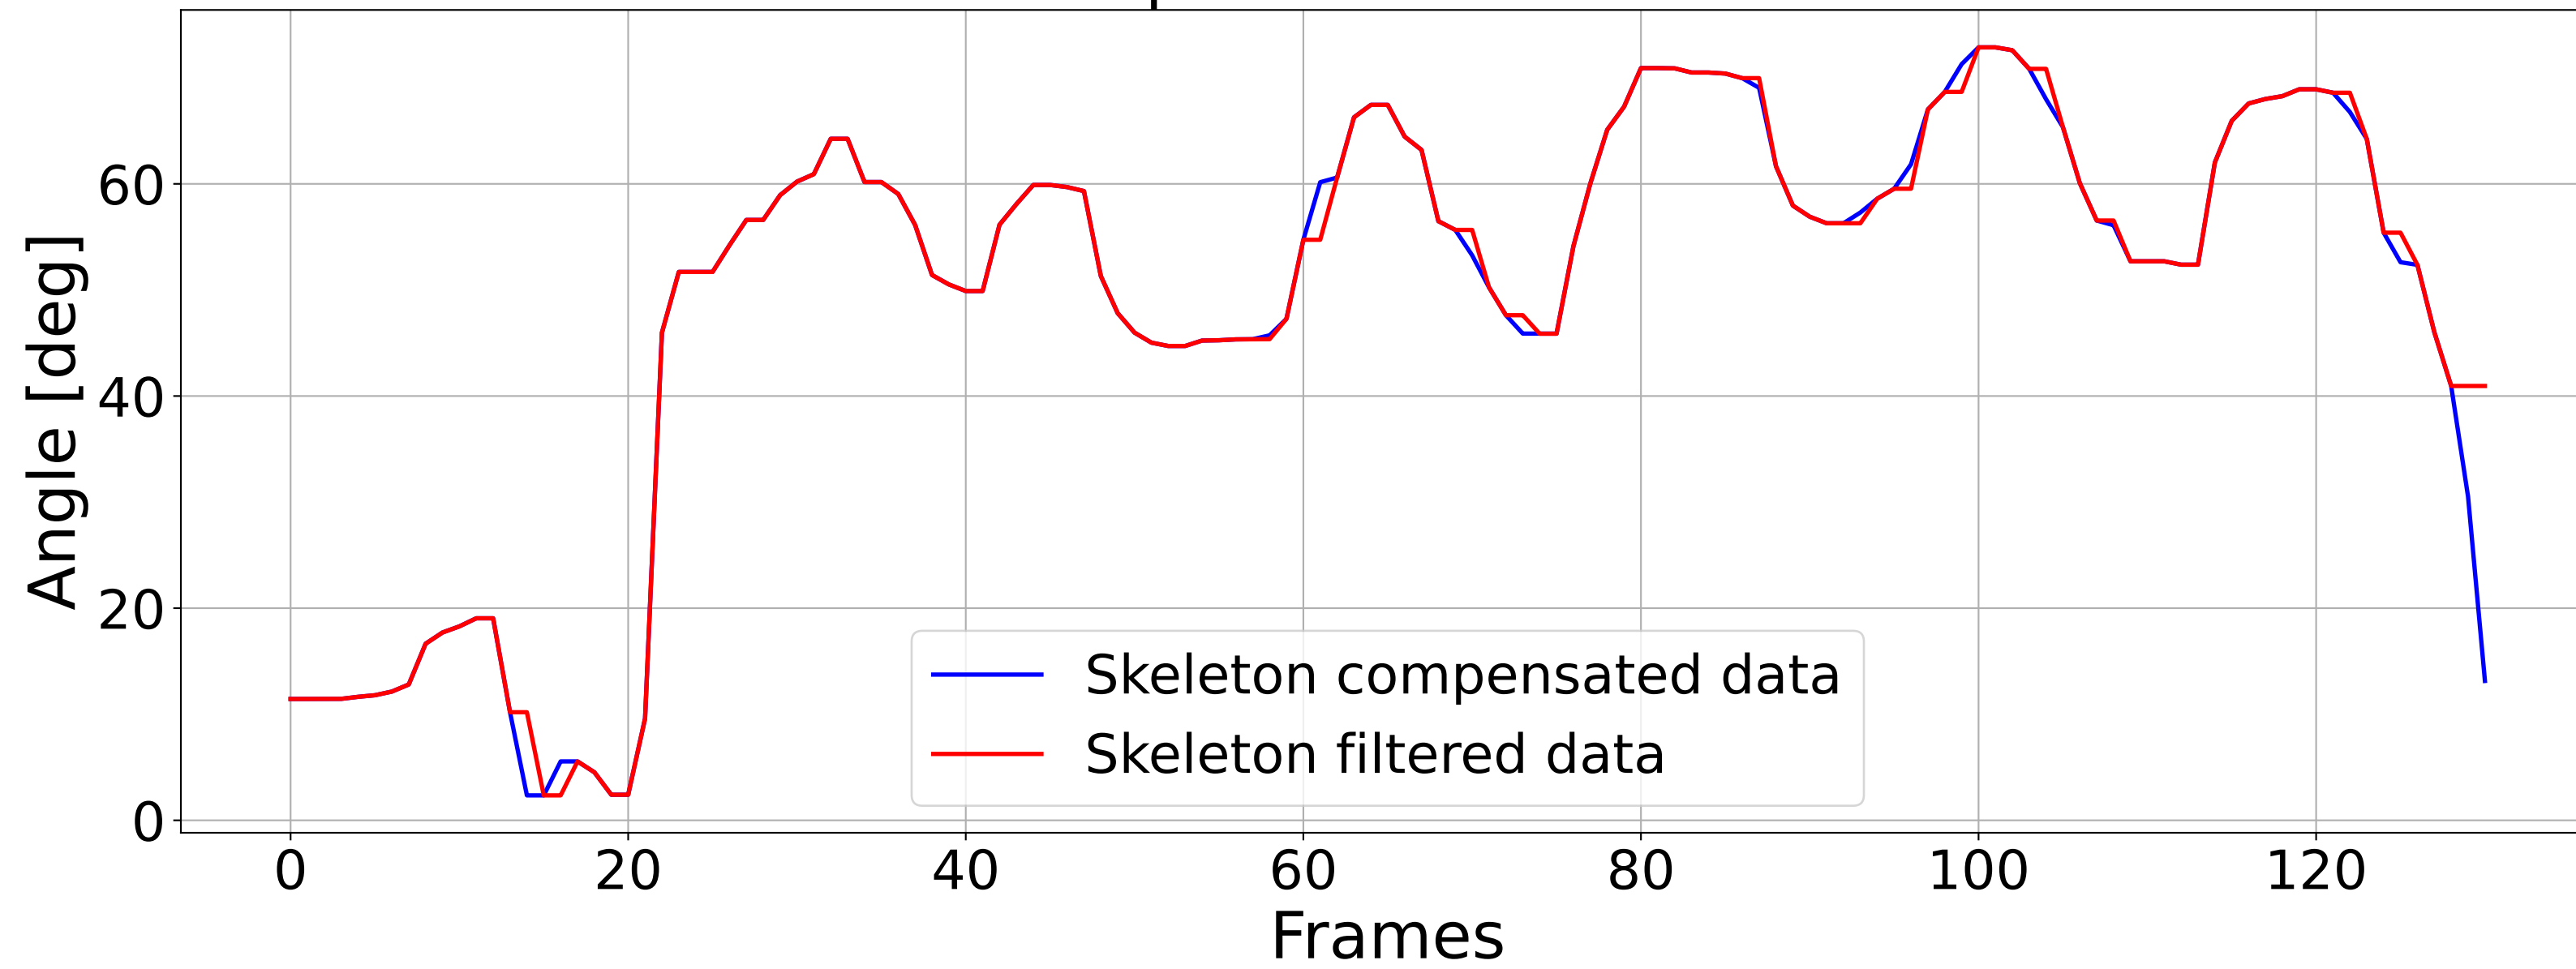 Angle [deg]
60
40
20
0
Skeleton compensated data
Skeleton filtered data
0 20 40 60 80 100 120
Frames